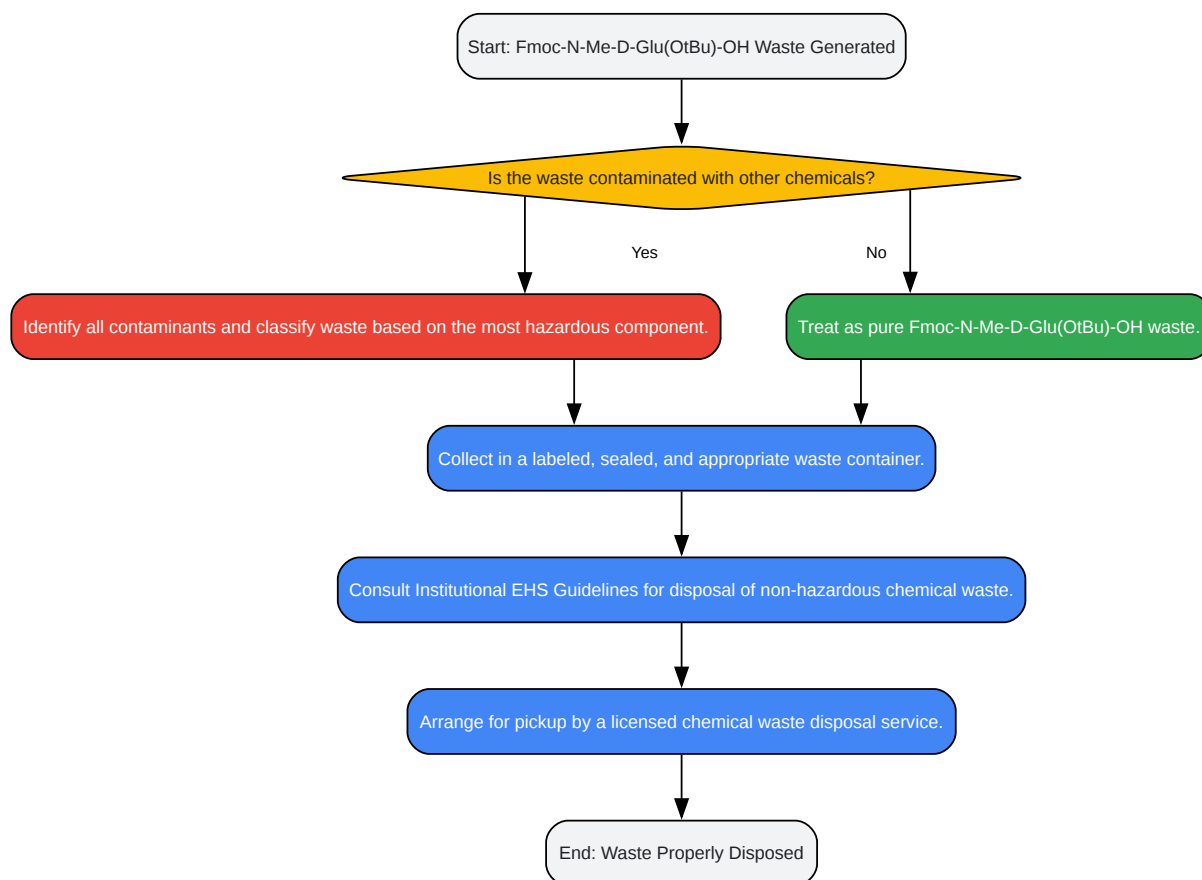 Start: Fmoc-N-Me-D-Glu(OtBu)-OH Waste Generated
Is the waste contaminated with other chemicals?
Yes
No
Identify all contaminants and classify waste based on the most hazardous component.
Treat as pure Fmoc-N-Me-D-Glu(OtBu)-OH waste.
Collect in a labeled, sealed, and appropriate waste container.
Consult Institutional EHS Guidelines for disposal of non-hazardous chemical waste.
Arrange for pickup by a licensed chemical waste disposal service.
End: Waste Properly Disposed